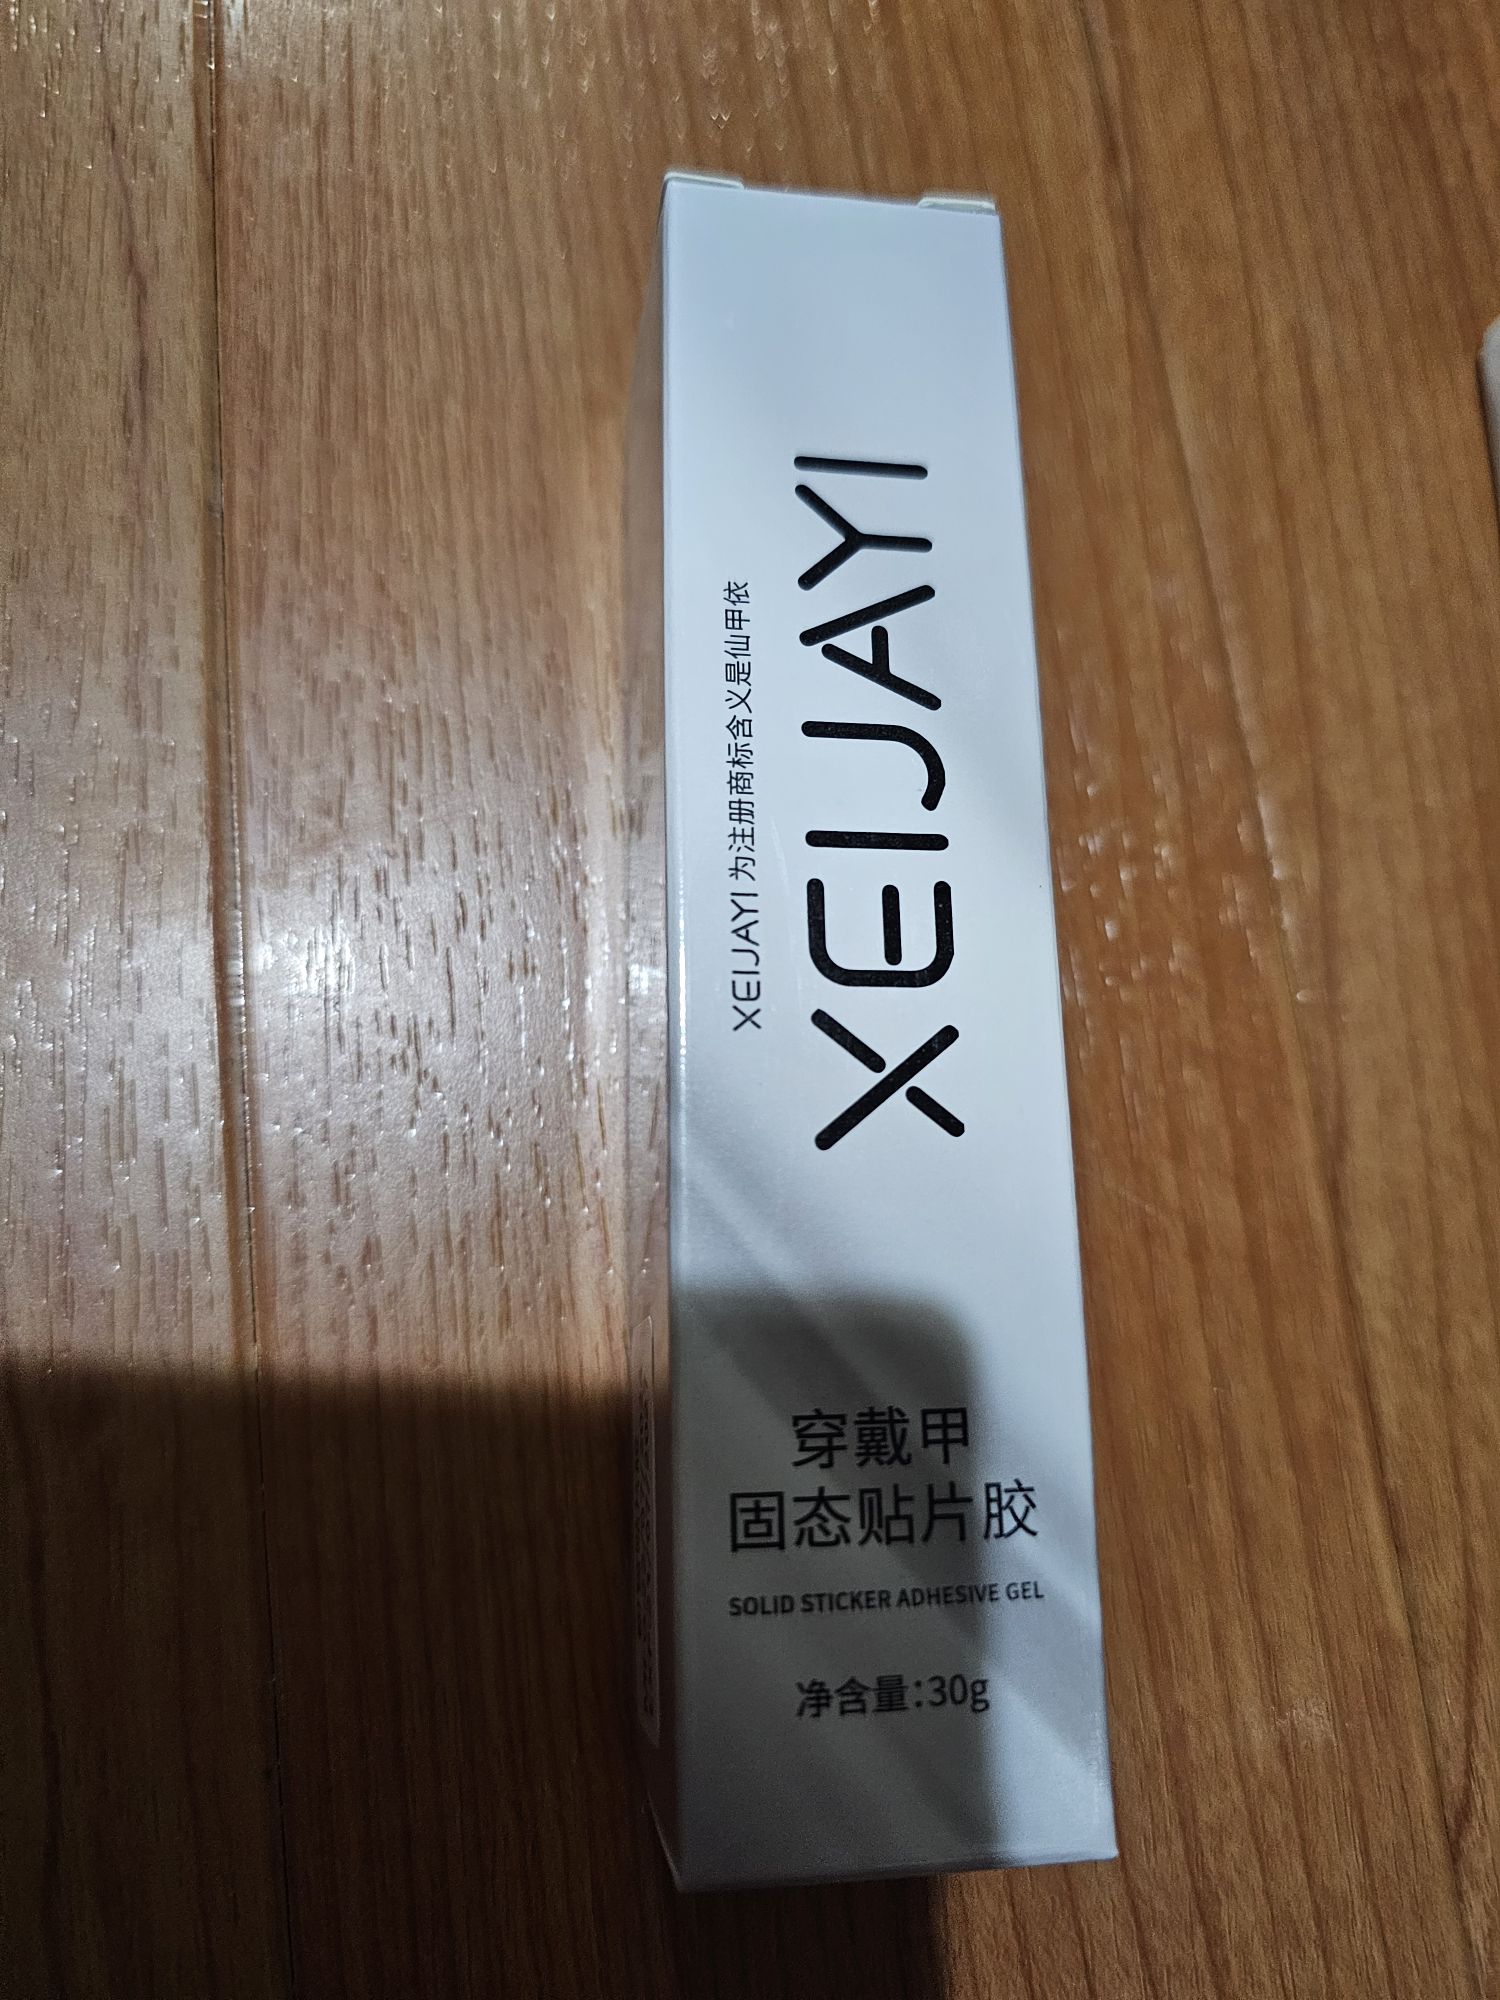 XEIJAYI 为注册商标含义是仙甲依
XEIJAYI
穿戴甲
固态贴片胶
SOLID STICKER ADHESIVE GEL
净含量:30g